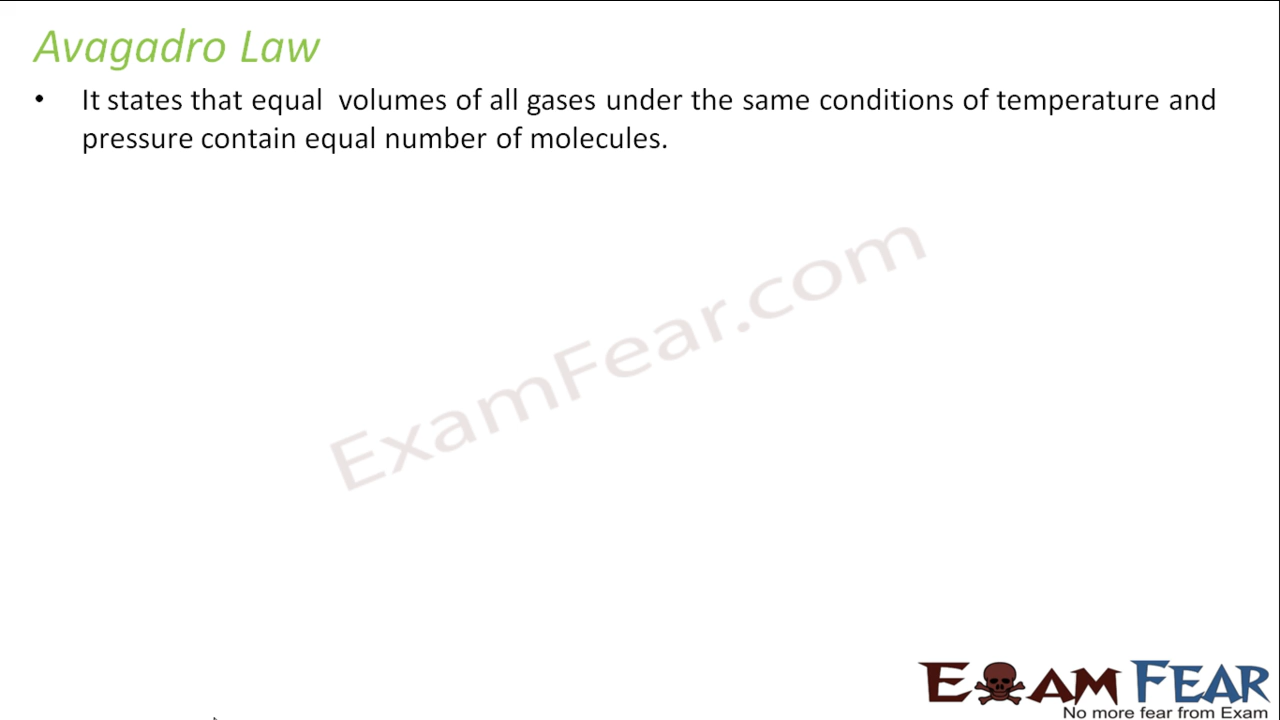 Avagadro Law
• It states that equal volumes of all gases under the same conditions of temperature and
pressure contain equal number of molecules.
ExamFear.com
EXAM FEAR
No more fear from Exam